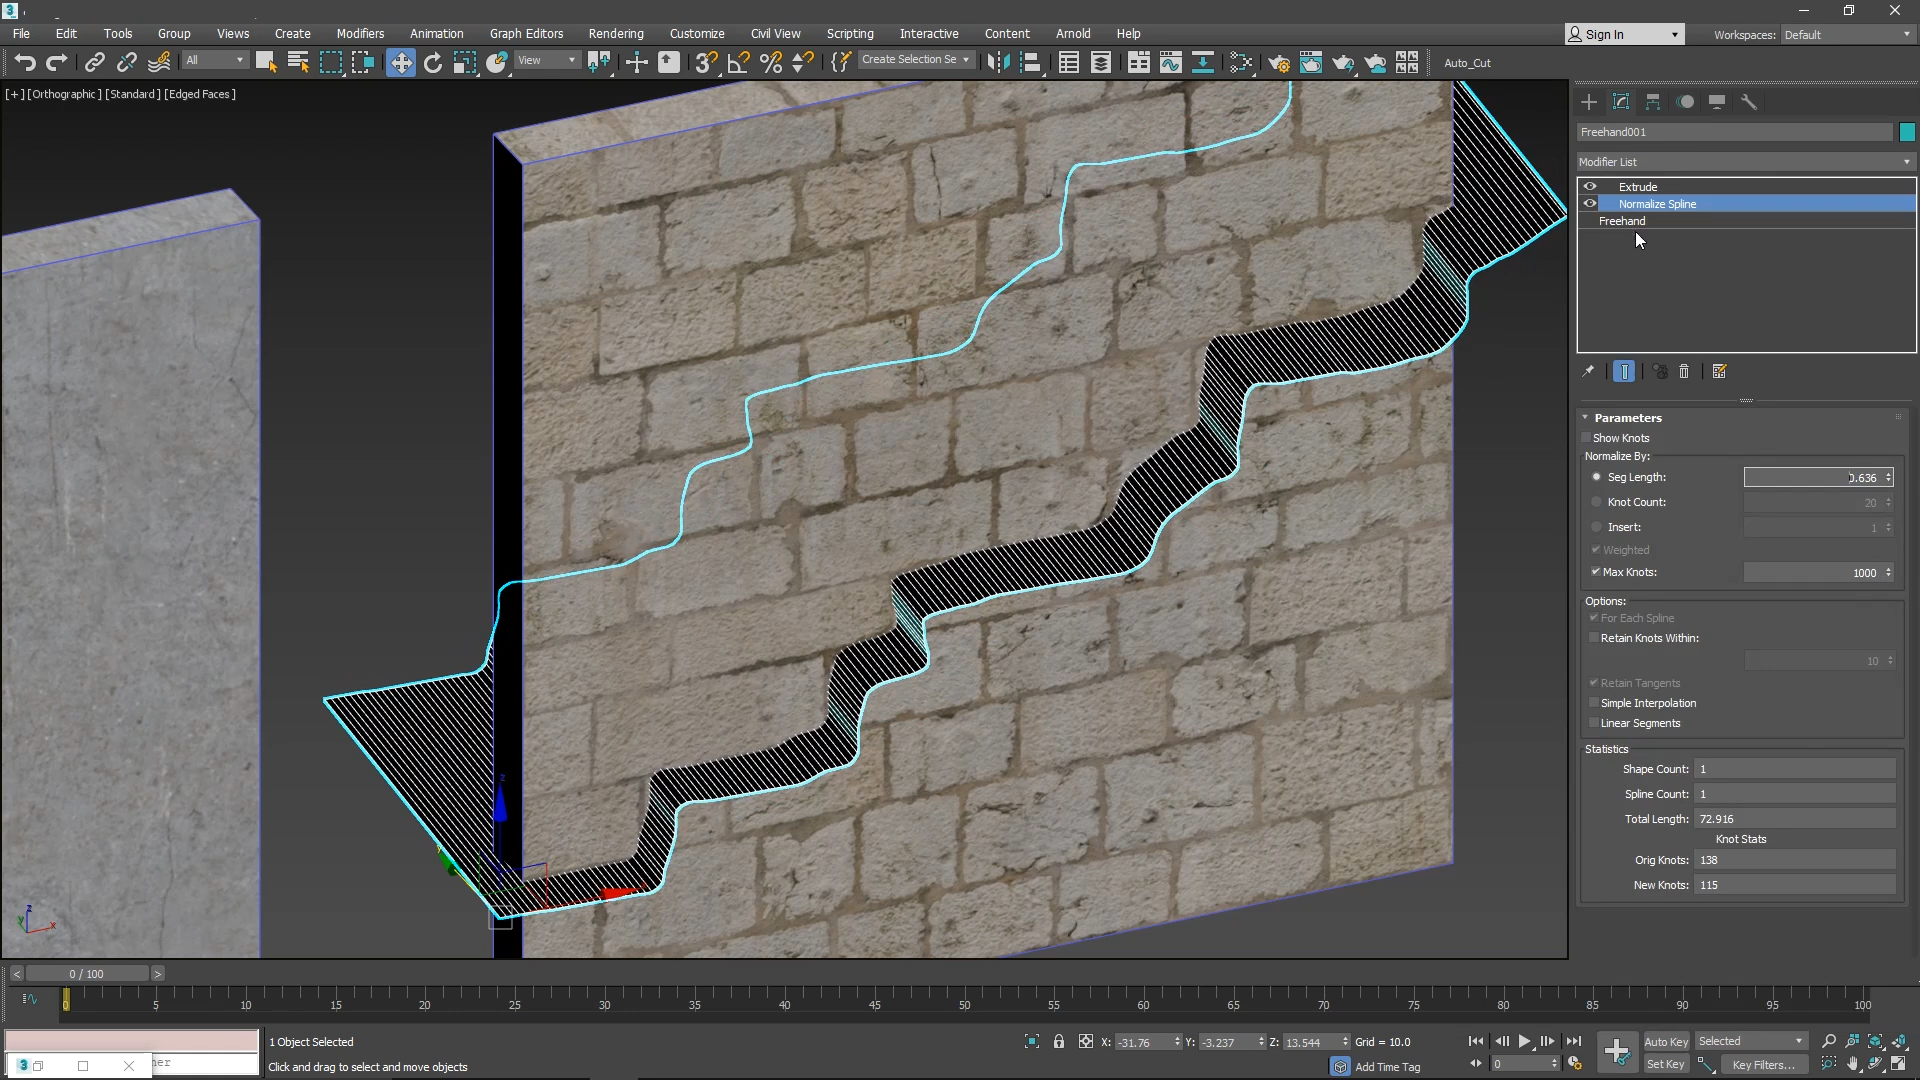 File Edit Tools Group Views Create Modifiers Animation Graph Editors Rendering Customize Civil View Scripting Interactive Content Arnold Help
Sign In
Workspaces: Default
All
View
Create Selection Se
Auto_Cut
[+] [Orthographic] [Standard] [Edged Faces]
Freehand001
Modifier List
Extrude
Normalize Spline
Freehand
Parameters
Show Knots
Normalize By:
Seg Length: 0.636
Knot Count: 20
Insert: 1
Weighted
Max Knots: 1000
Options:
For Each Spline
Retain Knots Within:
10
Retain Tangents
Simple Interpolation
Linear Segments
Statistics
Shape Count: 1
Spline Count: 1
Total Length: 72.916
Knot Stats
Orig Knots: 138
New Knots: 115
z
y
z
y x
< 0 / 100 >
0 5 10 15 20 25 30 35 40 45 50 55 60 65 70 75 80 85 90 95 100
1 Object Selected
X: -31.76 Y: -3.237 Z: 13.544 Grid = 10.0
Auto Key Selected
Click and drag to select and move objects
Add Time Tag
0
Set Key Key Filters...